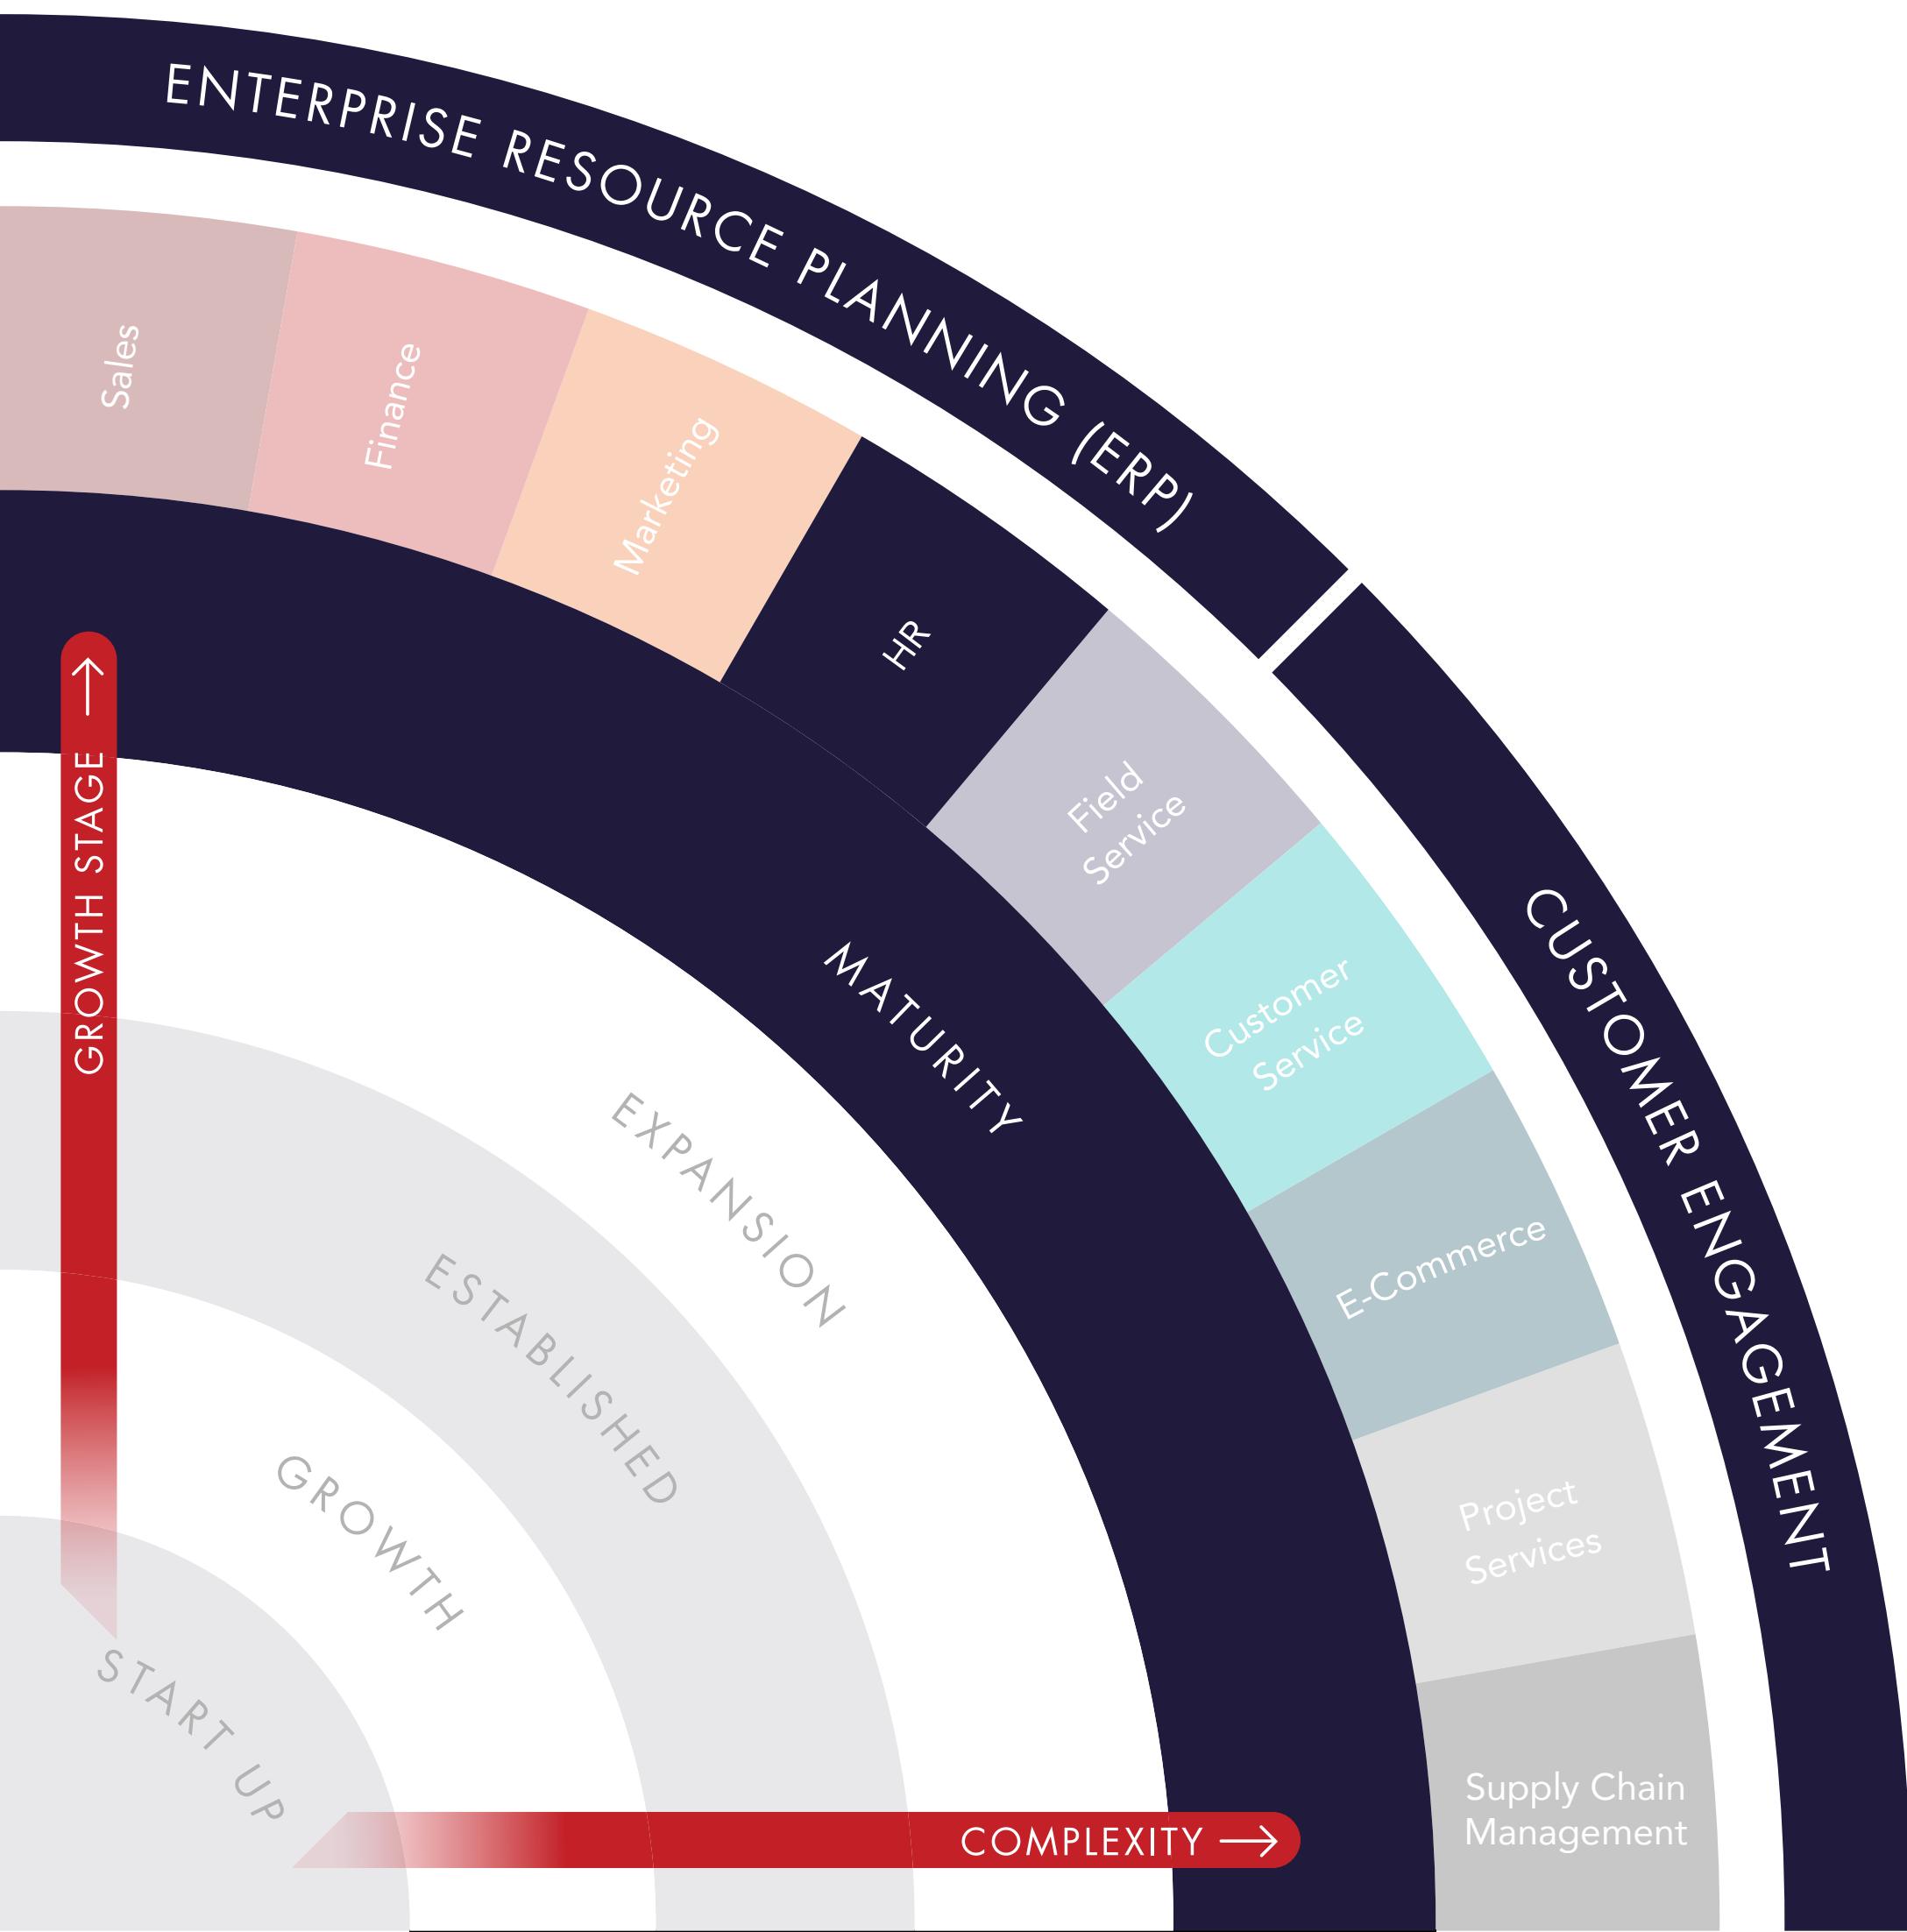 ENTERPRISE RESOURCE PLANNING (ERP)
CUSTOMER ENGAGEMENT
Sales
Finance
Marketing
HR
Field
Service
Customer
Service
E-Commerce
Project
Services
Supply Chain
Management
MATURITY
EXPANSION
ESTABLISHED
GROWTH
START UP
GROWTH STAGE
COMPLEXITY